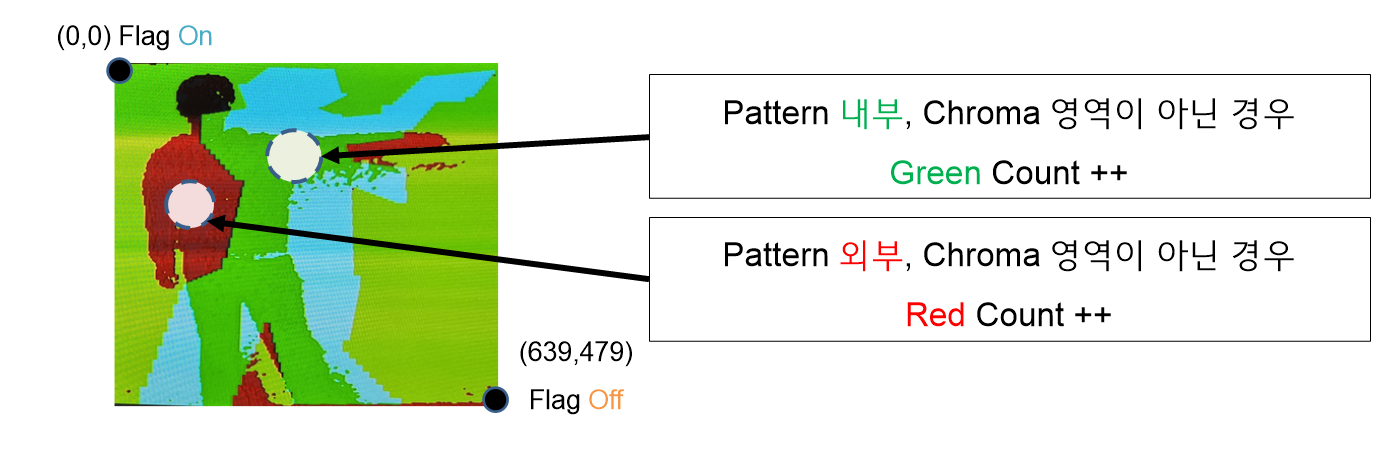 (0,0) Flag On
Pattern 내부, Chroma 영역이 아닌 경우
Green Count ++
Pattern 외부, Chroma 영역이 아닌 경우
Red Count ++
(639,479)
Flag Off